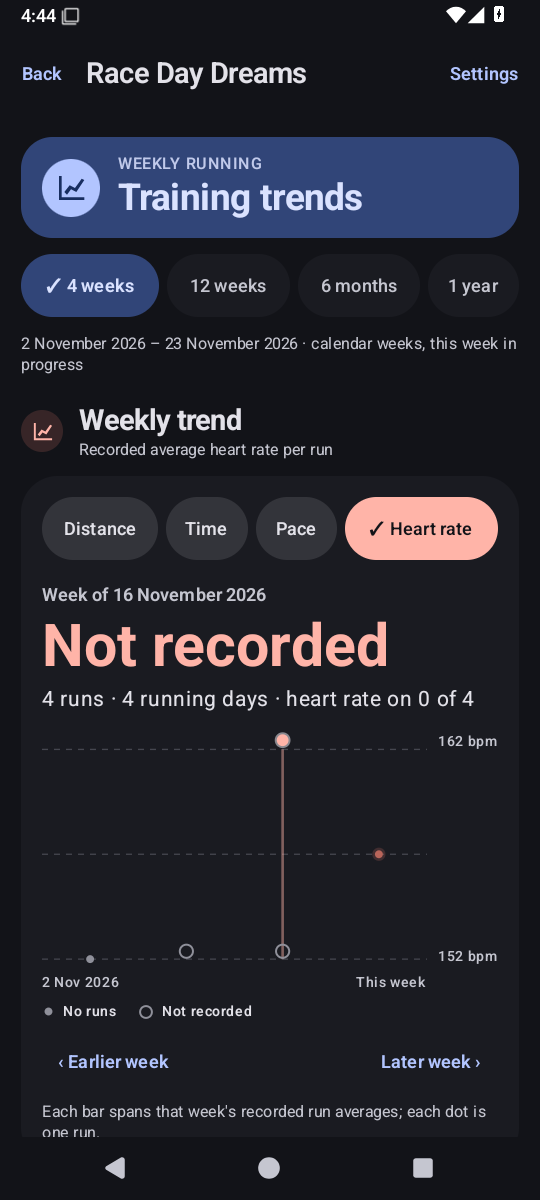 4:44
Back Race Day Dreams Settings
WEEKLY RUNNING
Training trends
✓ 4 weeks 12 weeks 6 months 1 year
2 November 2026 – 23 November 2026 · calendar weeks, this week in
progress
Weekly trend
Recorded average heart rate per run
Distance Time Pace ✓ Heart rate
Week of 16 November 2026
Not recorded
4 runs · 4 running days · heart rate on 0 of 4
162 bpm
152 bpm
2 Nov 2026 This week
No runs Not recorded
‹ Earlier week Later week ›
Each bar spans that week's recorded run averages; each dot is
one run.